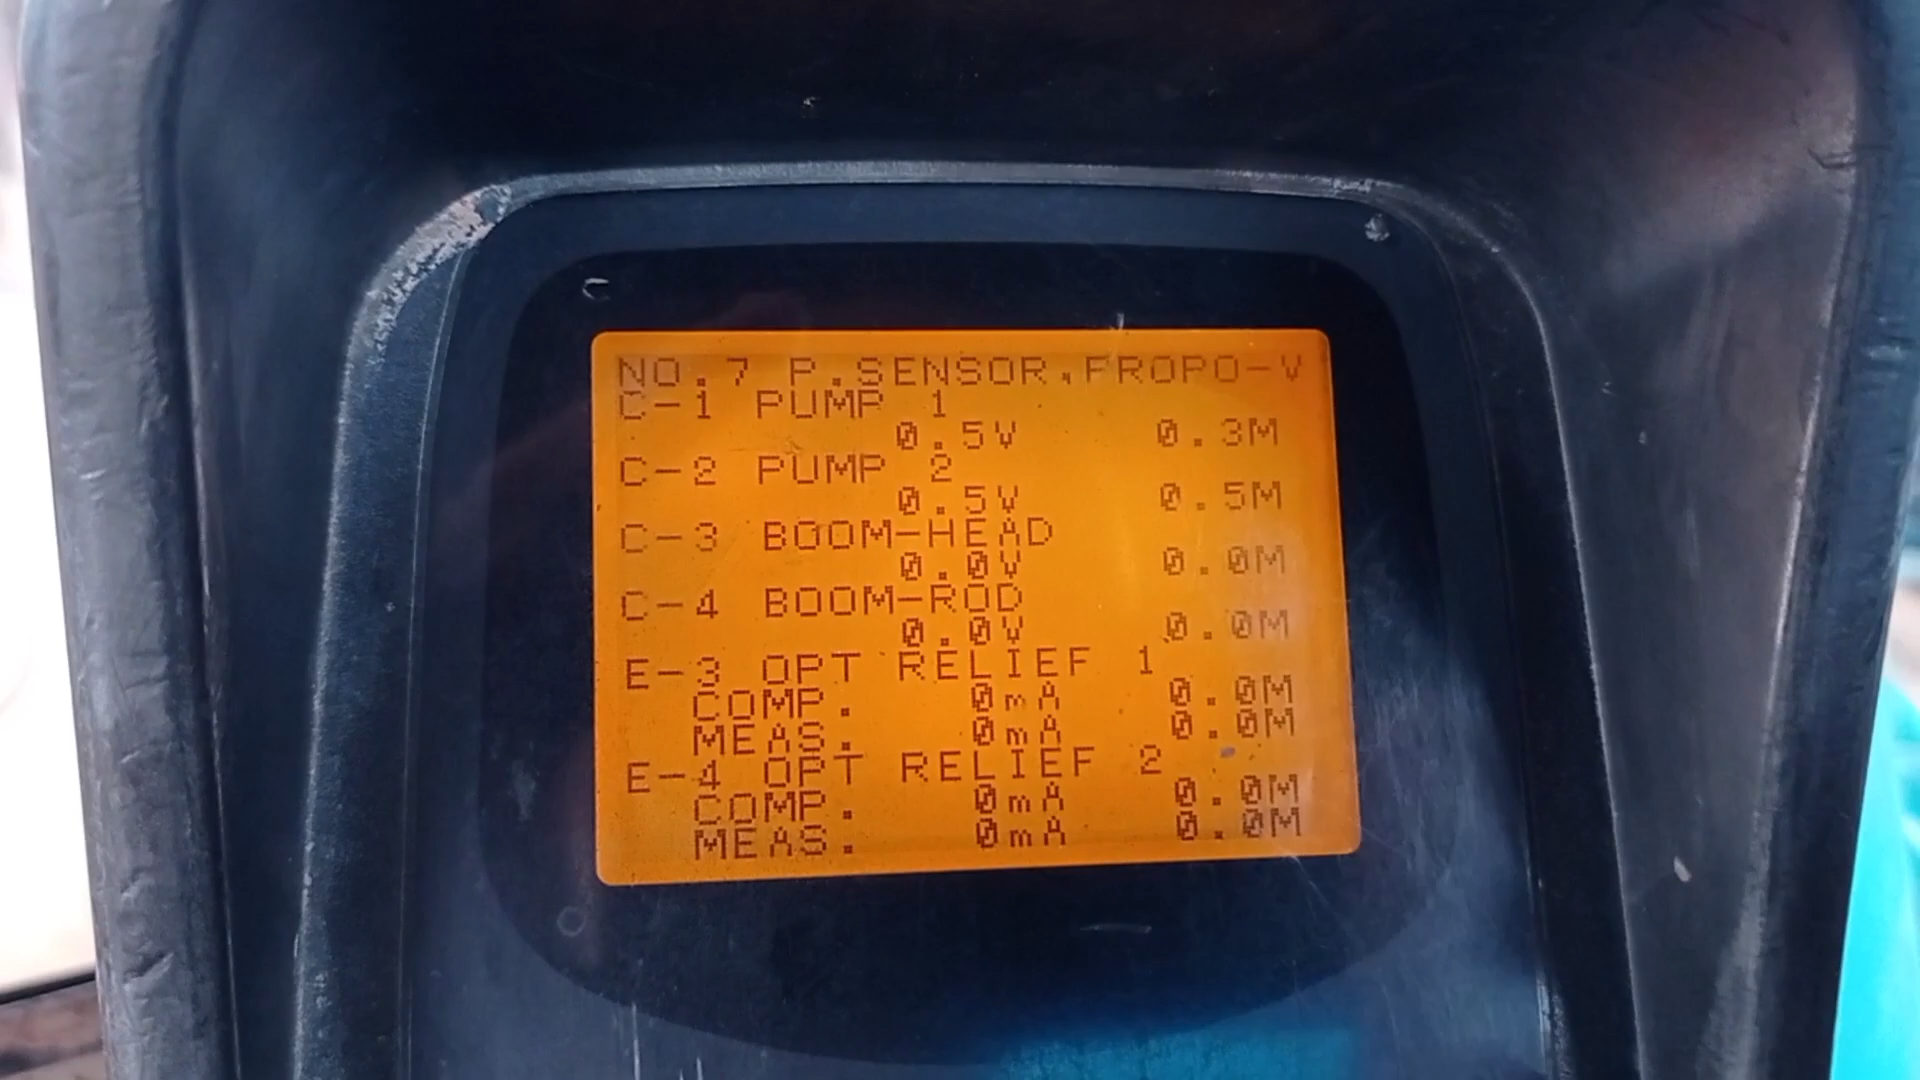 NO.7 P.SENSOR,PROPO-V
C-1 PUMP 1
0.5V 0.3M
C-2 PUMP 2
0.5V 0.5M
C-3 BOOM-HEAD
0.0V 0.0M
C-4 BOOM-ROD
0.0V 0.0M
E-3 OPT RELIEF 1
COMP. 0mA 0.0M
MEAS. 0mA 0.0M
E-4 OPT RELIEF 2
COMP. 0mA 0.0M
MEAS. 0mA 0.0M